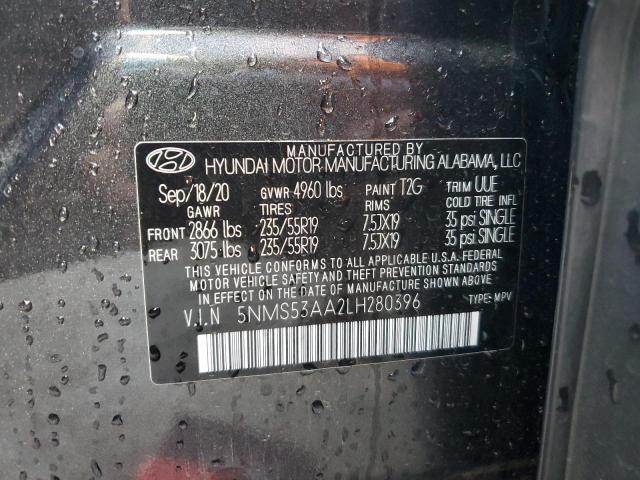 MANUFACTURED BY
HYUNDAI MOTOR MANUFACTURING ALABAMA, LLC
Sep/18/20 GVWR 4960 lbs PAINT T2G TRIM UUE
GAWR TIRES RIMS COLD TIRE INFL
FRONT 2866 lbs 235/55R19 7.5JX19 35 psi SINGLE
REAR 3075 lbs 235/55R19 7.5JX19 35 psi SINGLE
THIS VEHICLE CONFORMS TO ALL APPLICABLE U.S.A. FEDERAL
MOTOR VEHICLE SAFETY AND THEFT PREVENTION STANDARDS
IN EFFECT ON THE DATE OF MANUFACTURE SHOWN ABOVE.
V.I.N 5NMS53AA2LH280396 TYPE: MPV